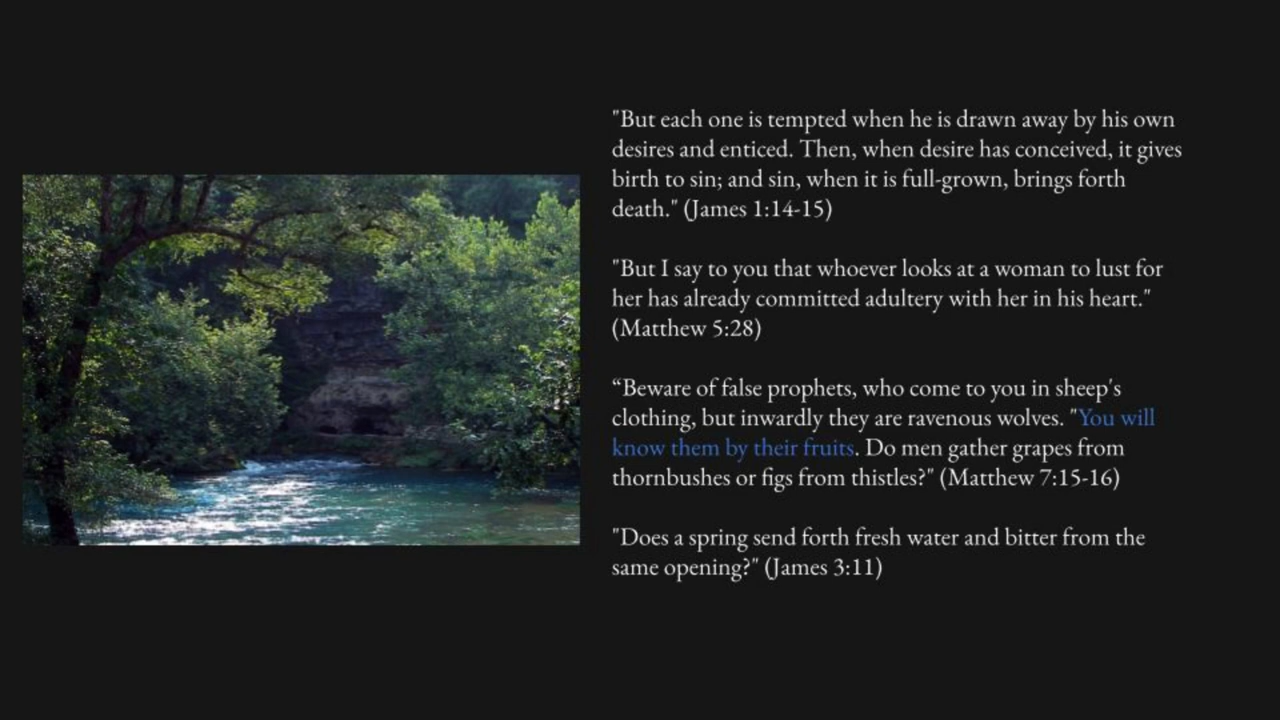 "But each one is tempted when he is drawn away by his own
desires and enticed. Then, when desire has conceived, it gives
birth to sin; and sin, when it is full-grown, brings forth
death." (James 1:14-15)
"But I say to you that whoever looks at a woman to lust for
her has already committed adultery with her in his heart."
(Matthew 5:28)
“Beware of false prophets, who come to you in sheep's
clothing, but inwardly they are ravenous wolves. "You will
know them by their fruits. Do men gather grapes from
thornbushes or figs from thistles?" (Matthew 7:15-16)
"Does a spring send forth fresh water and bitter from the
same opening?" (James 3:11)